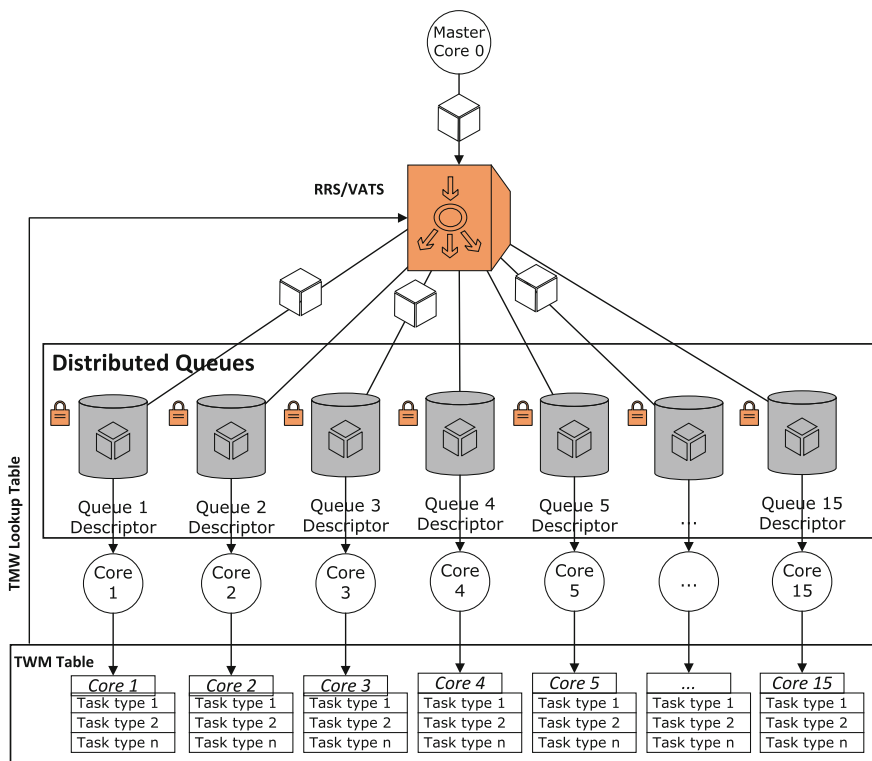 Master
Core 0
RRS/VATS
Distributed Queues
Queue 1
Descriptor
Queue 2
Descriptor
Queue 3
Descriptor
Queue 4
Descriptor
Queue 5
Descriptor
...
Queue 15
Descriptor
TMW Lookup Table
Core
1
Core
2
Core
3
Core
4
Core
5
...
Core
15
TWM Table
Core 1
Task type 1
Task type 2
Task type n
Core 2
Task type 1
Task type 2
Task type n
Core 3
Task type 1
Task type 2
Task type n
Core 4
Task type 1
Task type 2
Task type n
Core 5
Task type 1
Task type 2
Task type n
...
Task type 1
Task type 2
Task type n
Core 15
Task type 1
Task type 2
Task type n